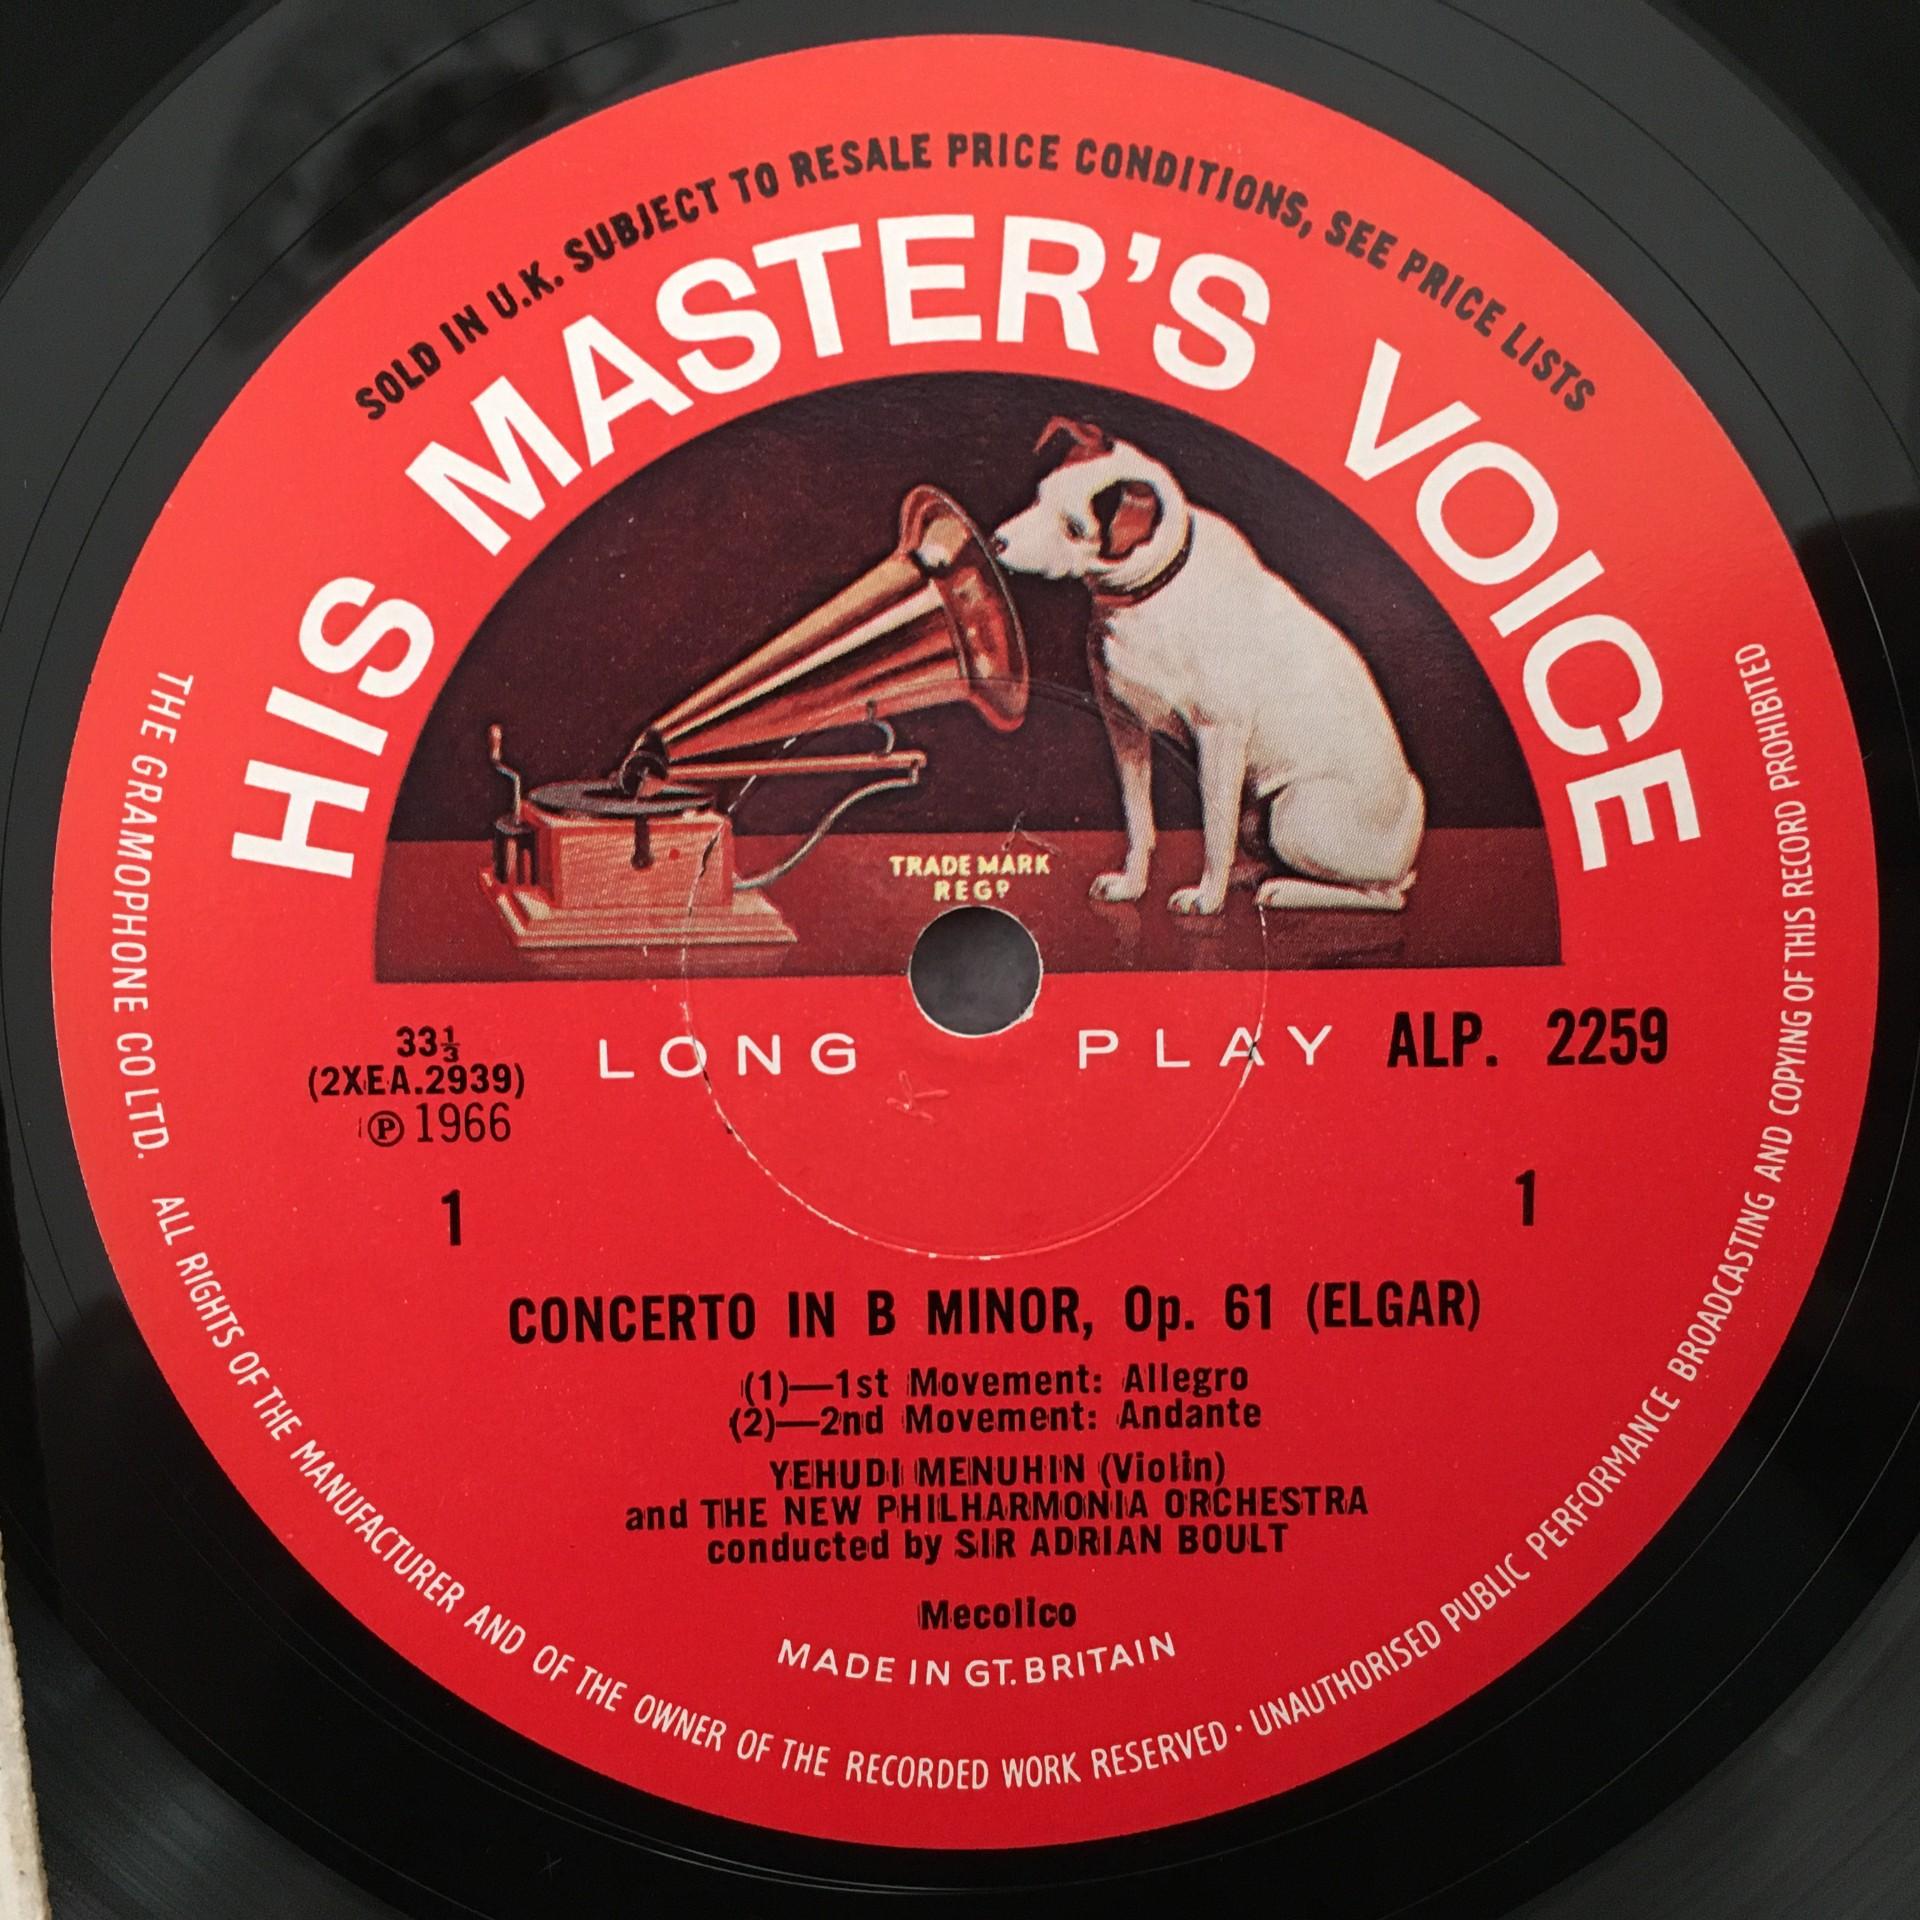 SOLD IN U.K. SUBJECT TO RESALE PRICE CONDITIONS, SEE PRICE LISTS
HIS MASTER'S VOICE
TRADE MARK
REGD
33⅓
(2XEA.2939)
Ⓟ 1966
LONG PLAY
ALP. 2259
1
1
CONCERTO IN B MINOR, Op. 61 (ELGAR)
(1)—1st Movement: Allegro
(2)—2nd Movement: Andante
YEHUDI MENUHIN (Violin)
and THE NEW PHILHARMONIA ORCHESTRA
conducted by SIR ADRIAN BOULT
Mecolico
MADE IN GT. BRITAIN
THE GRAMOPHONE CO LTD. ALL RIGHTS OF THE MANUFACTURER AND OF THE OWNER OF THE RECORDED WORK RESERVED · UNAUTHORISED PUBLIC PERFORMANCE BROADCASTING AND COPYING OF THIS RECORD PROHIBITED